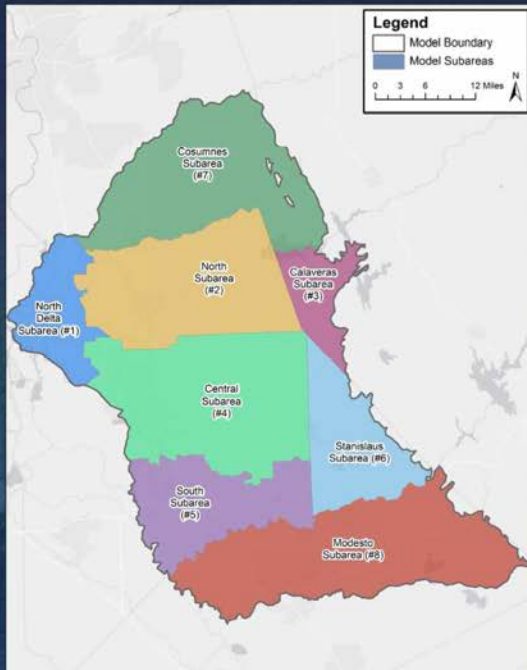 Legend
Model Boundary
Model Subareas
N
0 3 6 12 Miles
Cosumnes
Subarea
(#7)
North
Subarea
(#2)
Calaveras
Subarea
(#3)
North
Delta
Subarea (#1)
Central
Subarea
(#4)
Stanislaus
Subarea (#6)
South
Subarea
(#5)
Modesto
Subarea (#8)